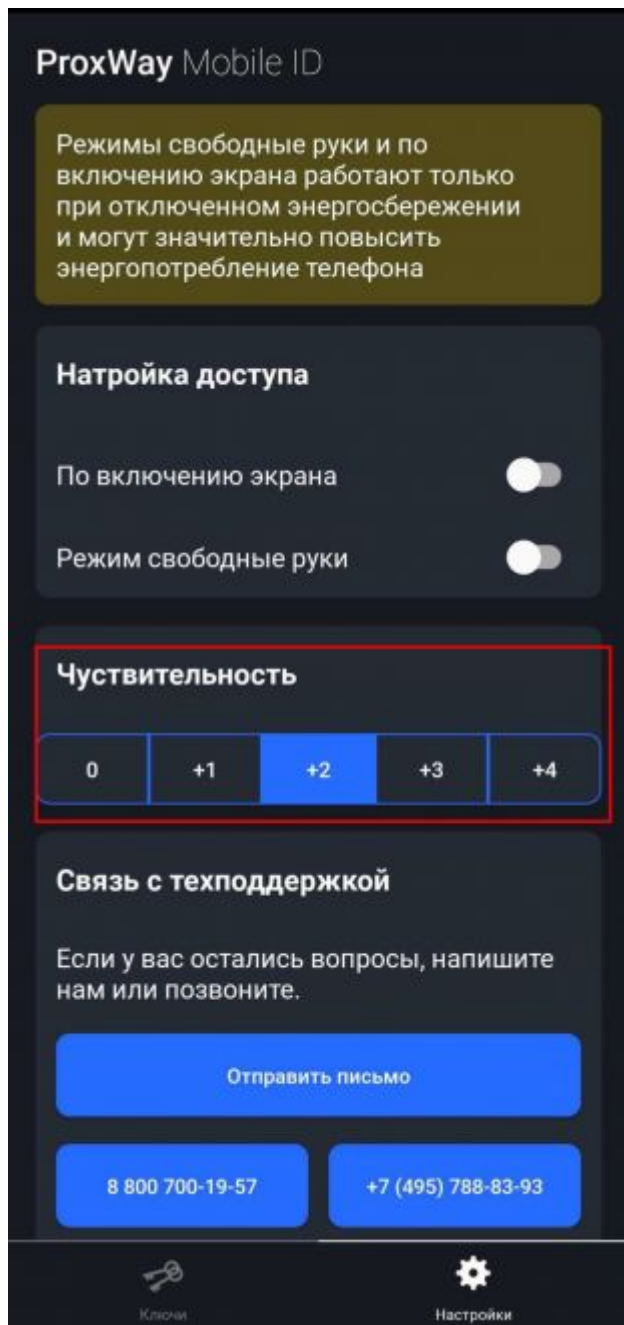 ProxWay Mobile ID
Режимы свободные руки и по
включению экрана работают только
при отключенном энергосбережении
и могут значительно повысить
энергопотребление телефона
Натройка доступа
По включению экрана
Режим свободные руки
Чуствительность
0 +1 +2 +3 +4
Связь с техподдержкой
Если у вас остались вопросы, напишите
нам или позвоните.
Отправить письмо
8 800 700-19-57 +7 (495) 788-83-93
Ключи Настройки